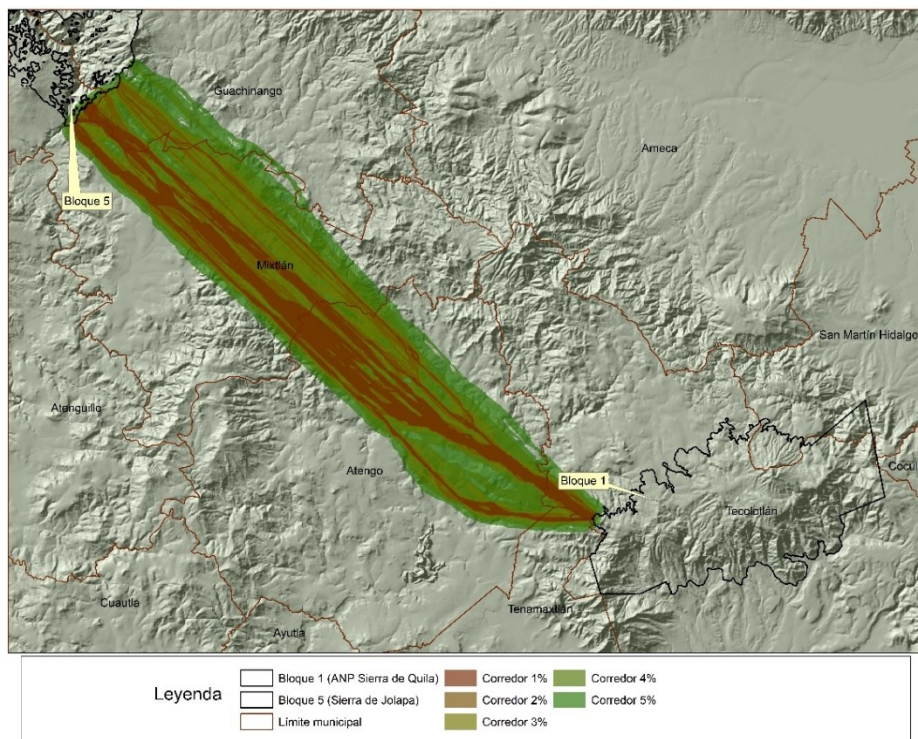 Guachinango
Ameca
Bloque 5
Mixtlán
San Martín Hidalgo
Atenguillo
Atengo
Bloque 1
Cocul
Tecolotlán
Cuautla
Tenamaxtlán
Ayutla
Leyenda
Bloque 1 (ANP Sierra de Quila)
Bloque 5 (Sierra de Jolapa)
Límite municipal
Corredor 1%
Corredor 2%
Corredor 3%
Corredor 4%
Corredor 5%